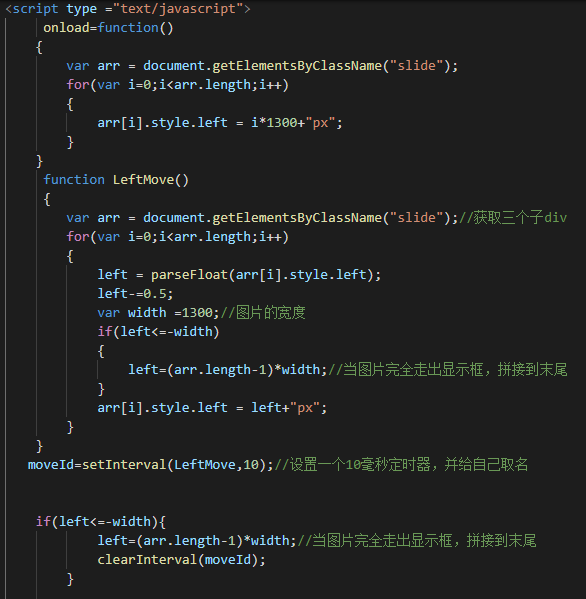 <script type ="text/javascript">
onload=function()
{
var arr = document.getElementsByClassName("slide");
for(var i=0;i<arr.length;i++)
{
arr[i].style.left = i*1300+"px";
}
}
function LeftMove()
{
var arr = document.getElementsByClassName("slide");//获取三个子div
for(var i=0;i<arr.length;i++)
{
left = parseFloat(arr[i].style.left);
left-=0.5;
var width =1300;//图片的宽度
if(left<=-width)
{
left=(arr.length-1)*width;//当图片完全走出显示框，拼接到末尾
}
arr[i].style.left = left+"px";
}
}
moveId=setInterval(LeftMove,10);//设置一个10毫秒定时器，并给自己取名
if(left<=-width){
left=(arr.length-1)*width;//当图片完全走出显示框，拼接到末尾
clearInterval(moveId);
}